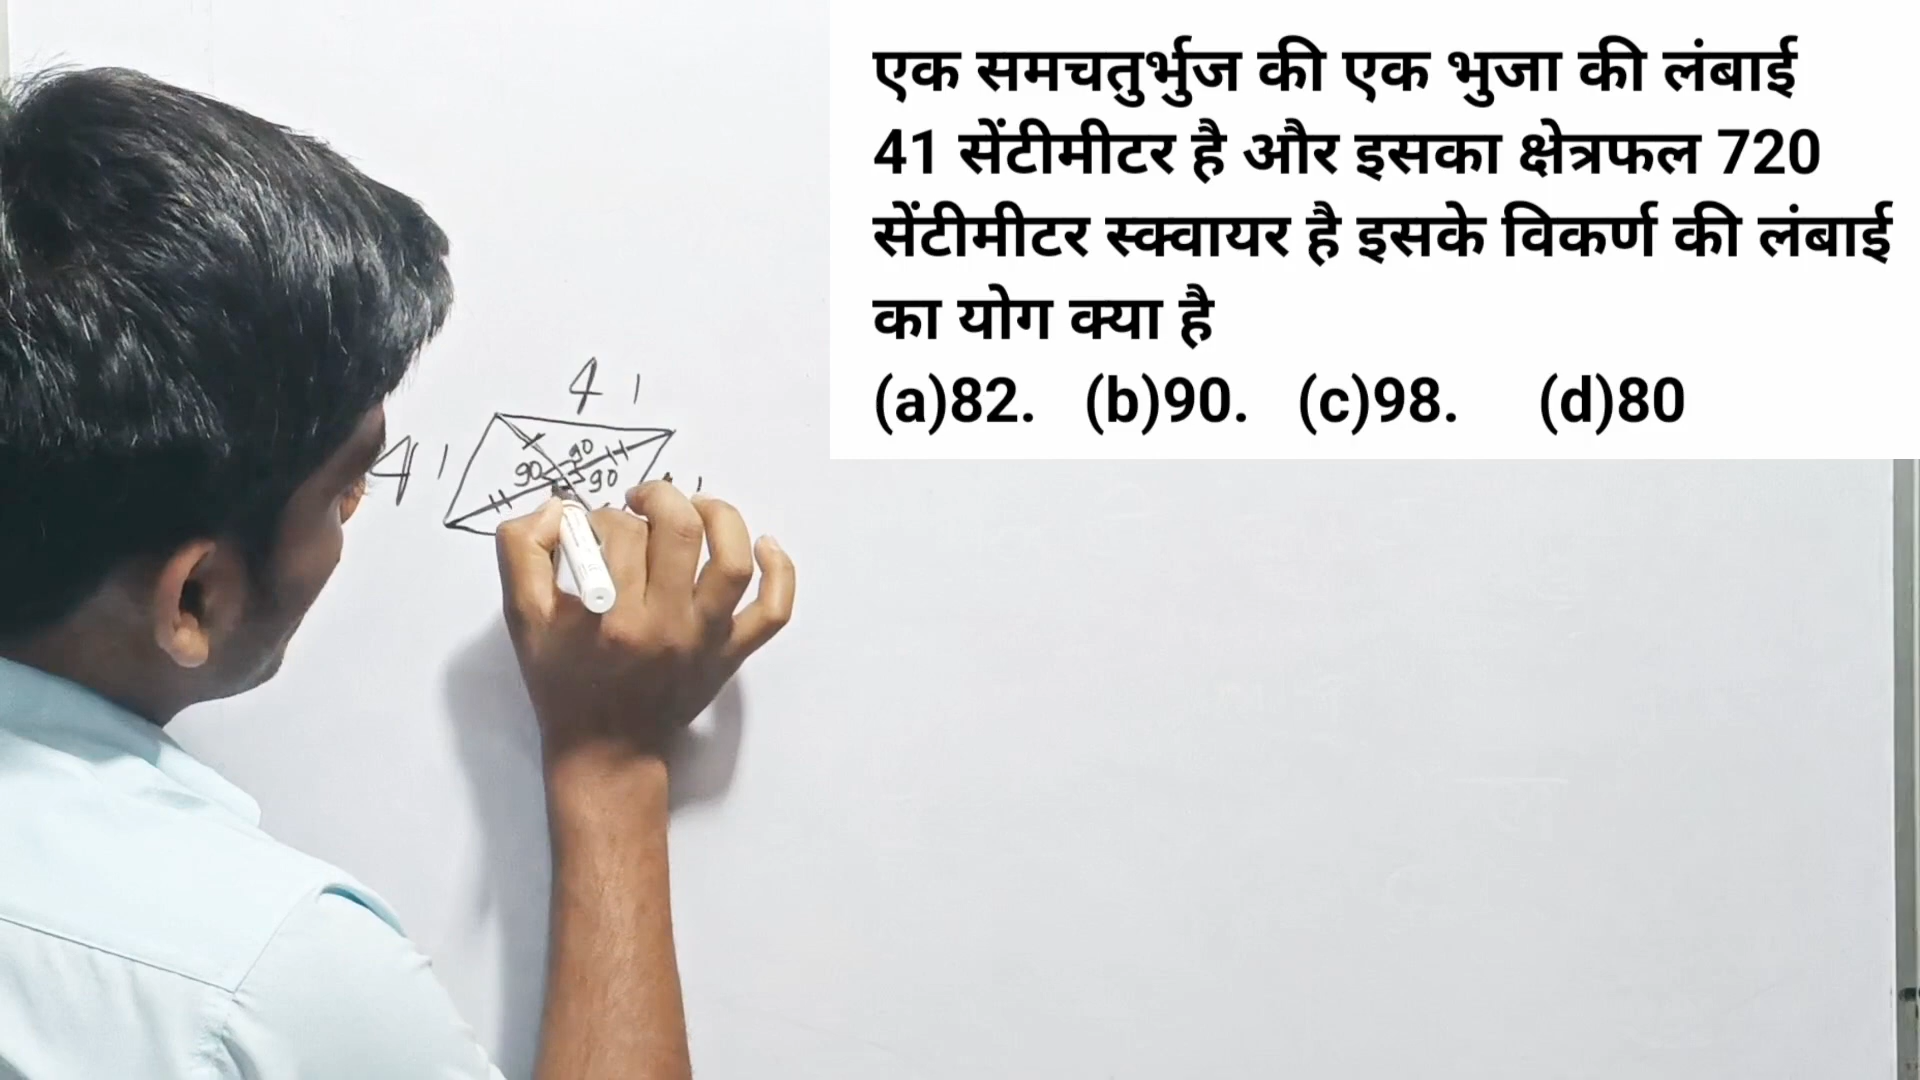 एक समचतुर्भुज की एक भुजा की लंबाई
41 सेंटीमीटर है और इसका क्षेत्रफल 720
सेंटीमीटर स्क्वायर है इसके विकर्ण की लंबाई
का योग क्या है
(a)82. (b)90. (c)98. (d)80
41
41
90
90
90